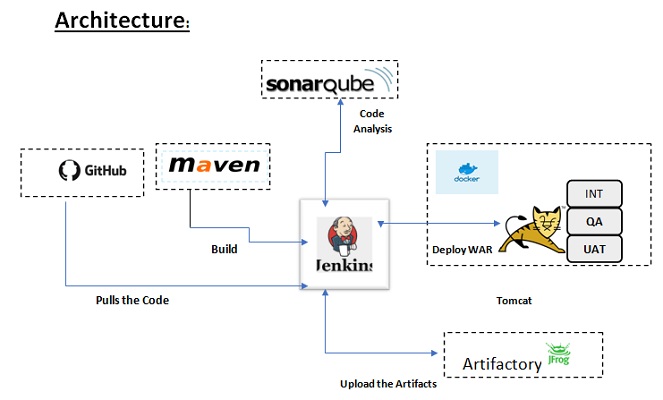 Architecture:
sonarqube
Code
Analysis
GitHub
maven
docker
INT
QA
UAT
Deploy WAR
Build
Jenkins
Pulls the Code
Tomcat
Artifactory
JFrog
Upload the Artifacts